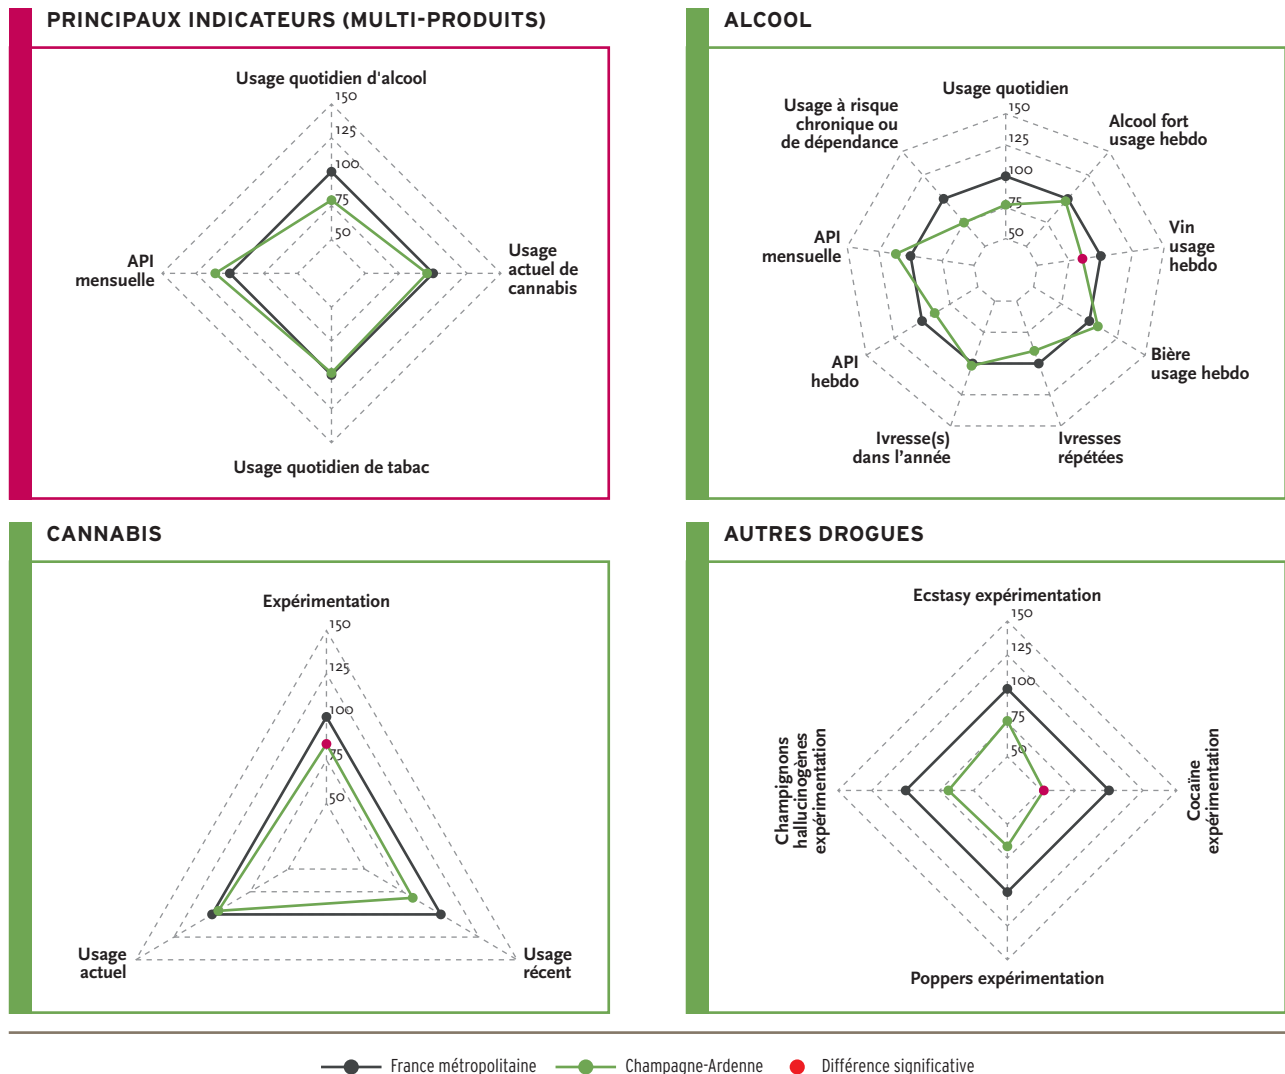 PRINCIPAUX INDICATEURS (MULTI-PRODUITS)
Usage quotidien d'alcool
150
125
100
75
50
API
mensuelle
Usage
actuel de
cannabis
Usage quotidien de tabac
ALCOOL
Usage quotidien
150
125
100
75
50
Usage à risque
chronique ou
de dépendance
Alcool fort
usage hebdo
API
mensuelle
Vin
usage
hebdo
API
hebdo
Bière
usage hebdo
Ivresse(s)
dans l'année
Ivresses
répétées
CANNABIS
Expérimentation
150
125
100
75
50
Usage
actuel
Usage
récent
AUTRES DROGUES
Ecstasy expérimentation
150
125
100
75
50
Champignons
hallucinogènes
expérimentation
Cocaïne
expérimentation
Poppers expérimentation
France métropolitaine
Champagne-Ardenne
Différence significative